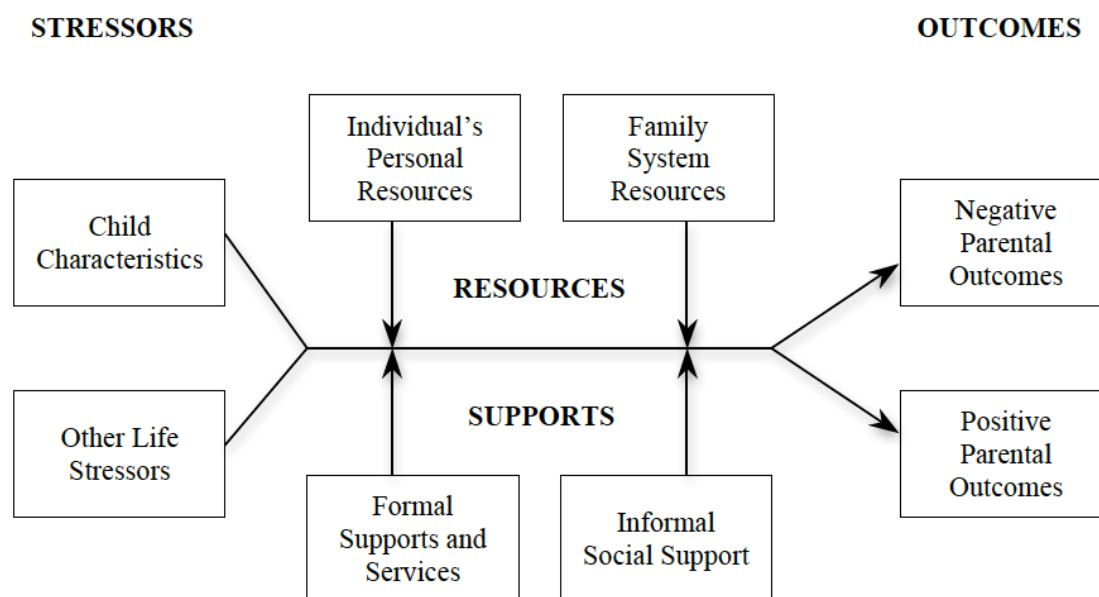 STRESSORS
OUTCOMES
Individual’s
Personal
Resources
Family
System
Resources
Child
Characteristics
Negative
Parental
Outcomes
RESOURCES
SUPPORTS
Other Life
Stressors
Positive
Parental
Outcomes
Formal
Supports and
Services
Informal
Social Support